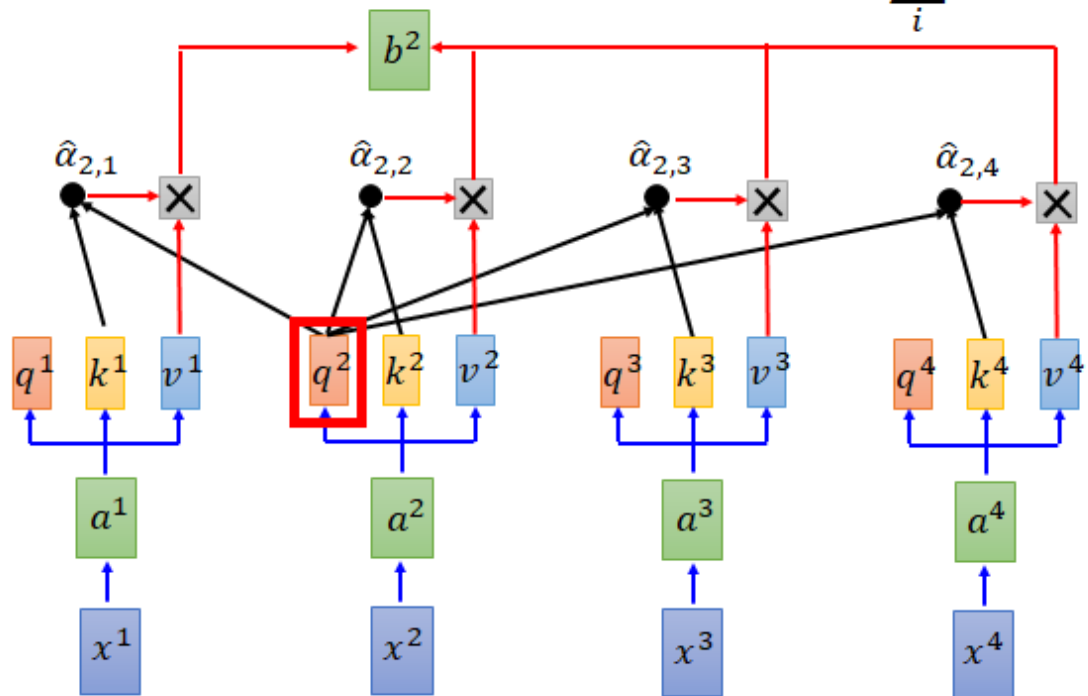 i
b²
α̂₂,₁ α̂₂,₂ α̂₂,₃ α̂₂,₄
× × × ×
q¹ k¹ v¹ q² k² v² q³ k³ v³ q⁴ k⁴ v⁴
a¹ a² a³ a⁴
x¹ x² x³ x⁴